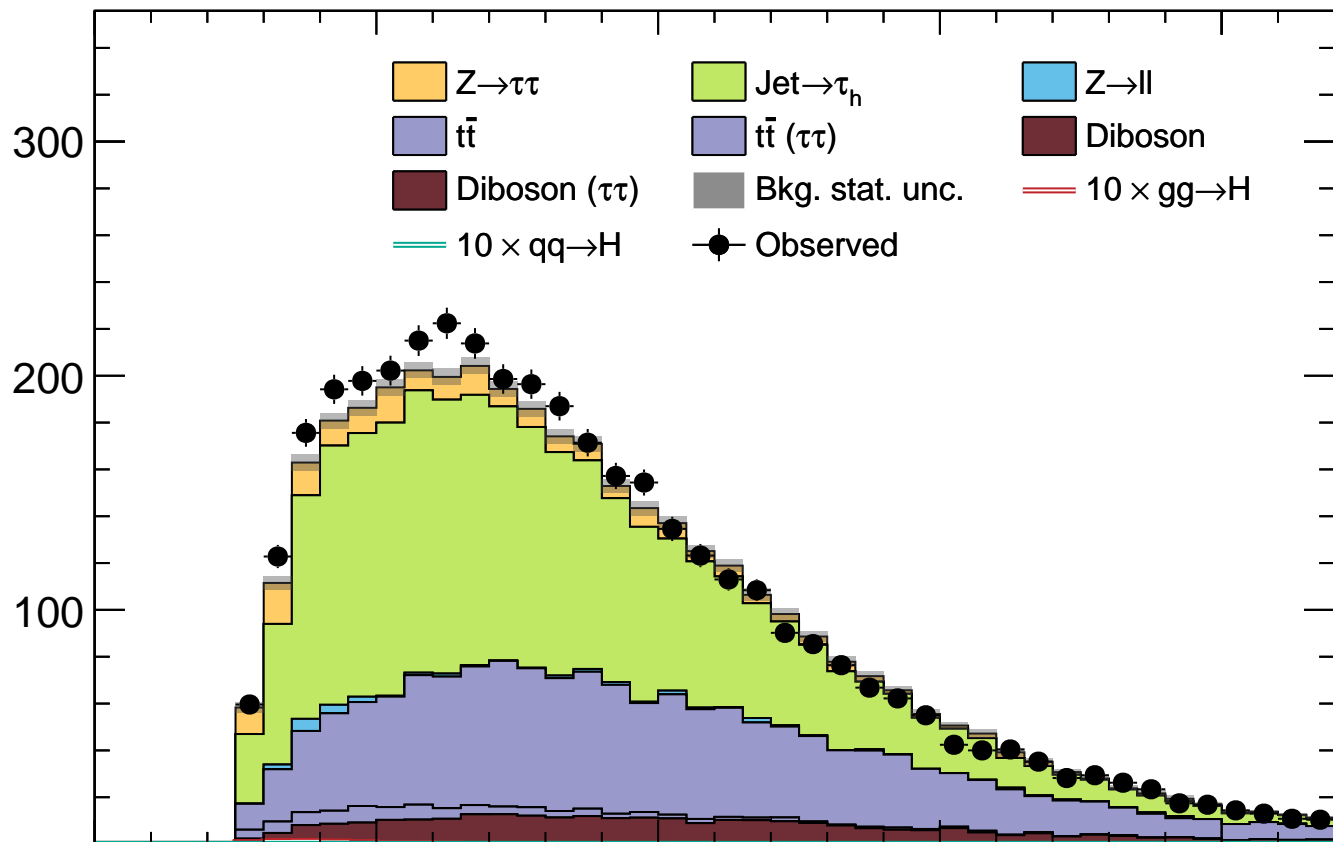 Z→ττ Jet→τₕ Z→ll
tt̄ tt̄ (ττ) Diboson
300
Diboson (ττ) Bkg. stat. unc. 10 × gg→H
10 × qq→H Observed
200
100